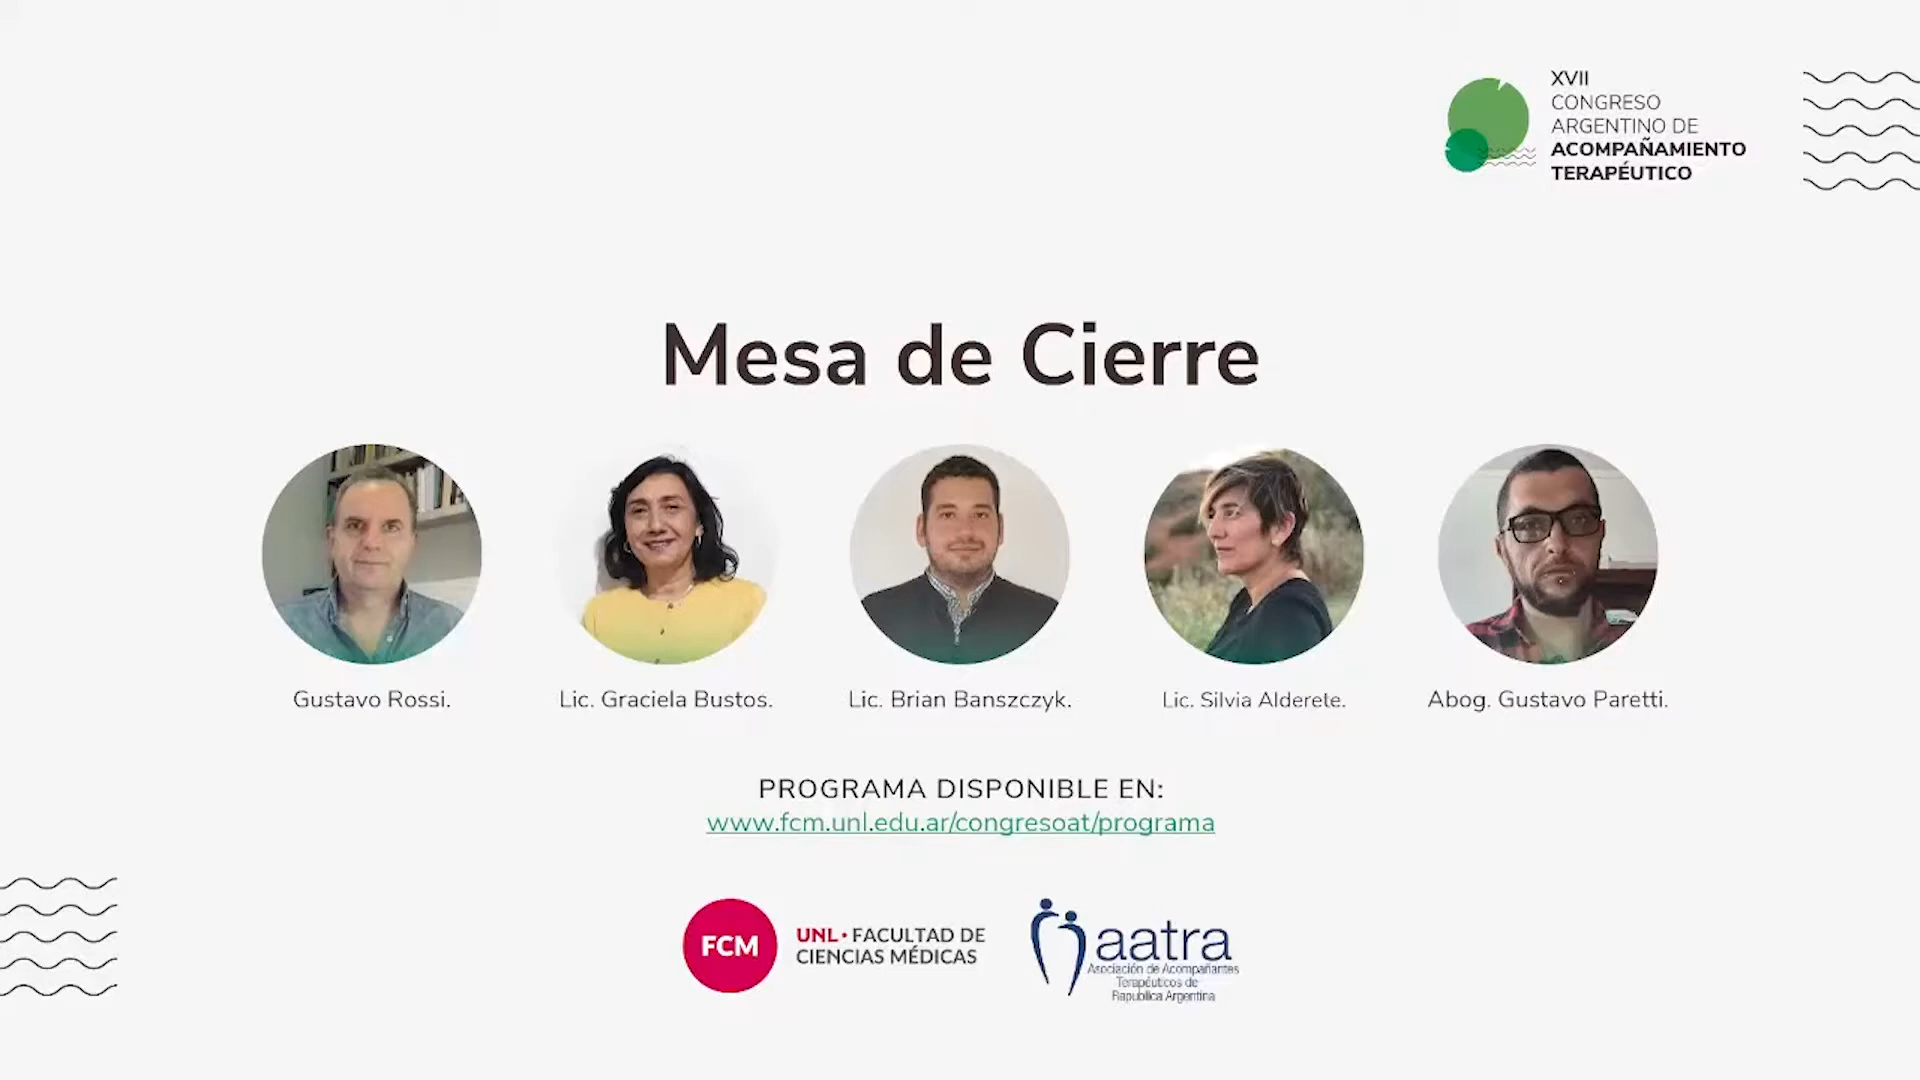 XVII
CONGRESO
ARGENTINO DE
ACOMPAÑAMIENTO
TERAPÉUTICO
Mesa de Cierre
Gustavo Rossi.
Lic. Graciela Bustos.
Lic. Brian Banszczyk.
Lic. Silvia Alderete.
Abog. Gustavo Paretti.
PROGRAMA DISPONIBLE EN:
www.fcm.unl.edu.ar/congresoat/programa
FCM
UNL · FACULTAD DE
CIENCIAS MÉDICAS
aatra
Asociación de Acompañantes
Terapéuticos de
República Argentina